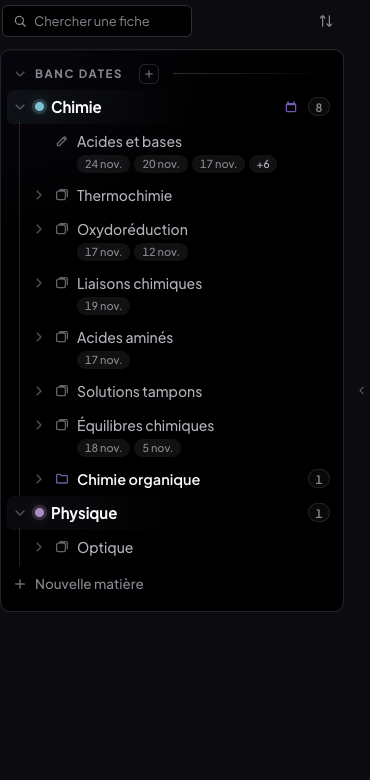 Chercher une fiche
BANC DATES
Chimie 8
Acides et bases
24 nov. 20 nov. 17 nov. +6
Thermochimie
Oxydoréduction
17 nov. 12 nov.
Liaisons chimiques
19 nov.
Acides aminés
17 nov.
Solutions tampons
Équilibres chimiques
18 nov. 5 nov.
Chimie organique 1
Physique 1
Optique
Nouvelle matière